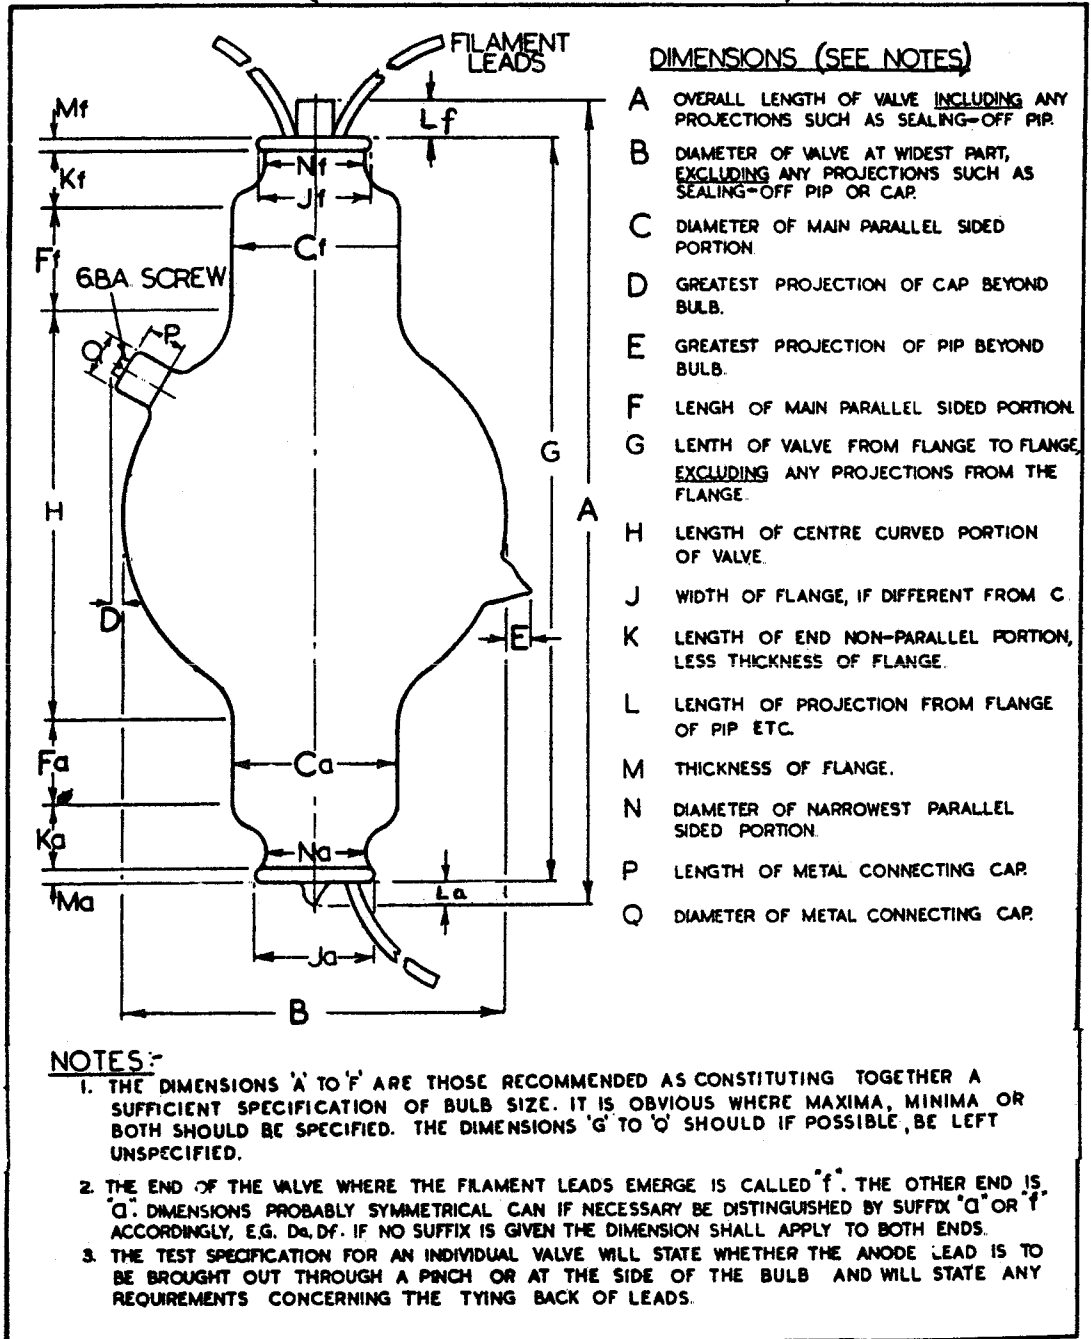 FILAMENT
LEADS
Mf
Lf
Nf
Kf
Jf
Cf
Ff
6.BA. SCREW
P
Q
G
H
A
D
E
Fa
Ca
Ka
Na
Ma
La
Ja
B
DIMENSIONS (SEE NOTES)
A OVERALL LENGTH OF VALVE INCLUDING ANY
PROJECTIONS SUCH AS SEALING-OFF PIP.
B DIAMETER OF VALVE AT WIDEST PART,
EXCLUDING ANY PROJECTIONS SUCH AS
SEALING-OFF PIP OR CAP.
C DIAMETER OF MAIN PARALLEL SIDED
PORTION.
D GREATEST PROJECTION OF CAP BEYOND
BULB.
E GREATEST PROJECTION OF PIP BEYOND
BULB.
F LENGH OF MAIN PARALLEL SIDED PORTION.
G LENTH OF VALVE FROM FLANGE TO FLANGE,
EXCLUDING ANY PROJECTIONS FROM THE
FLANGE.
H LENGTH OF CENTRE CURVED PORTION
OF VALVE.
J WIDTH OF FLANGE, IF DIFFERENT FROM C.
K LENGTH OF END NON-PARALLEL PORTION,
LESS THICKNESS OF FLANGE.
L LENGTH OF PROJECTION FROM FLANGE
OF PIP ETC.
M THICKNESS OF FLANGE.
N DIAMETER OF NARROWEST PARALLEL
SIDED PORTION.
P LENGTH OF METAL CONNECTING CAP.
Q DIAMETER OF METAL CONNECTING CAP.
NOTES:-
1. THE DIMENSIONS 'A' TO 'F' ARE THOSE RECOMMENDED AS CONSTITUTING TOGETHER A
SUFFICIENT SPECIFICATION OF BULB SIZE. IT IS OBVIOUS WHERE MAXIMA, MINIMA OR
BOTH SHOULD BE SPECIFIED. THE DIMENSIONS 'G' TO 'Q' SHOULD IF POSSIBLE, BE LEFT
UNSPECIFIED.
2. THE END OF THE VALVE WHERE THE FILAMENT LEADS EMERGE IS CALLED "f". THE OTHER END IS
"a". DIMENSIONS PROBABLY SYMMETRICAL CAN IF NECESSARY BE DISTINGUISHED BY SUFFIX "a" OR "f"
ACCORDINGLY, E.G. Da, Df. IF NO SUFFIX IS GIVEN THE DIMENSION SHALL APPLY TO BOTH ENDS.
3. THE TEST SPECIFICATION FOR AN INDIVIDUAL VALVE WILL STATE WHETHER THE ANODE LEAD IS TO
BE BROUGHT OUT THROUGH A PINCH OR AT THE SIDE OF THE BULB AND WILL STATE ANY
REQUIREMENTS CONCERNING THE TYING BACK OF LEADS.